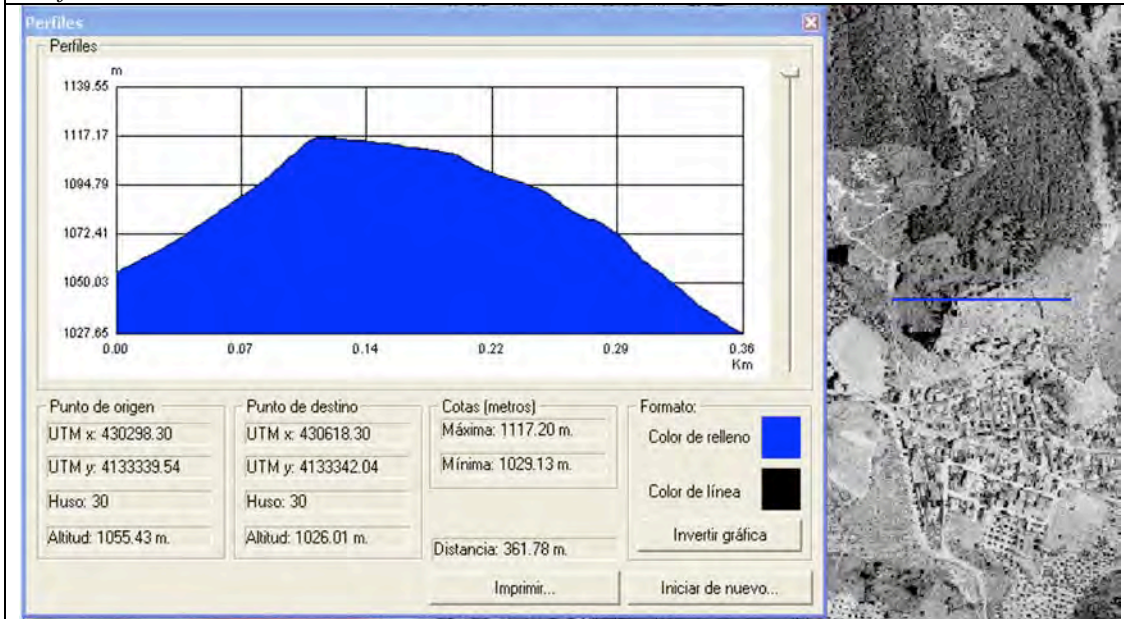 Perfiles
Perfiles
m
1139.55
1117.17
1094.79
1072.41
1050.03
1027.65
0.00 0.07 0.14 0.22 0.29 0.36
Km
Punto de origen
UTM x: 430298.30
UTM y: 4133339.54
Huso: 30
Altitud: 1055.43 m.
Punto de destino
UTM x: 430618.30
UTM y: 4133342.04
Huso: 30
Altitud: 1026.01 m.
Cotas (metros)
Máxima: 1117.20 m.
Mínima: 1029.13 m.
Distancia: 361.78 m.
Formato:
Color de relleno
Color de línea
Invertir gráfica
Imprimir...
Iniciar de nuevo...